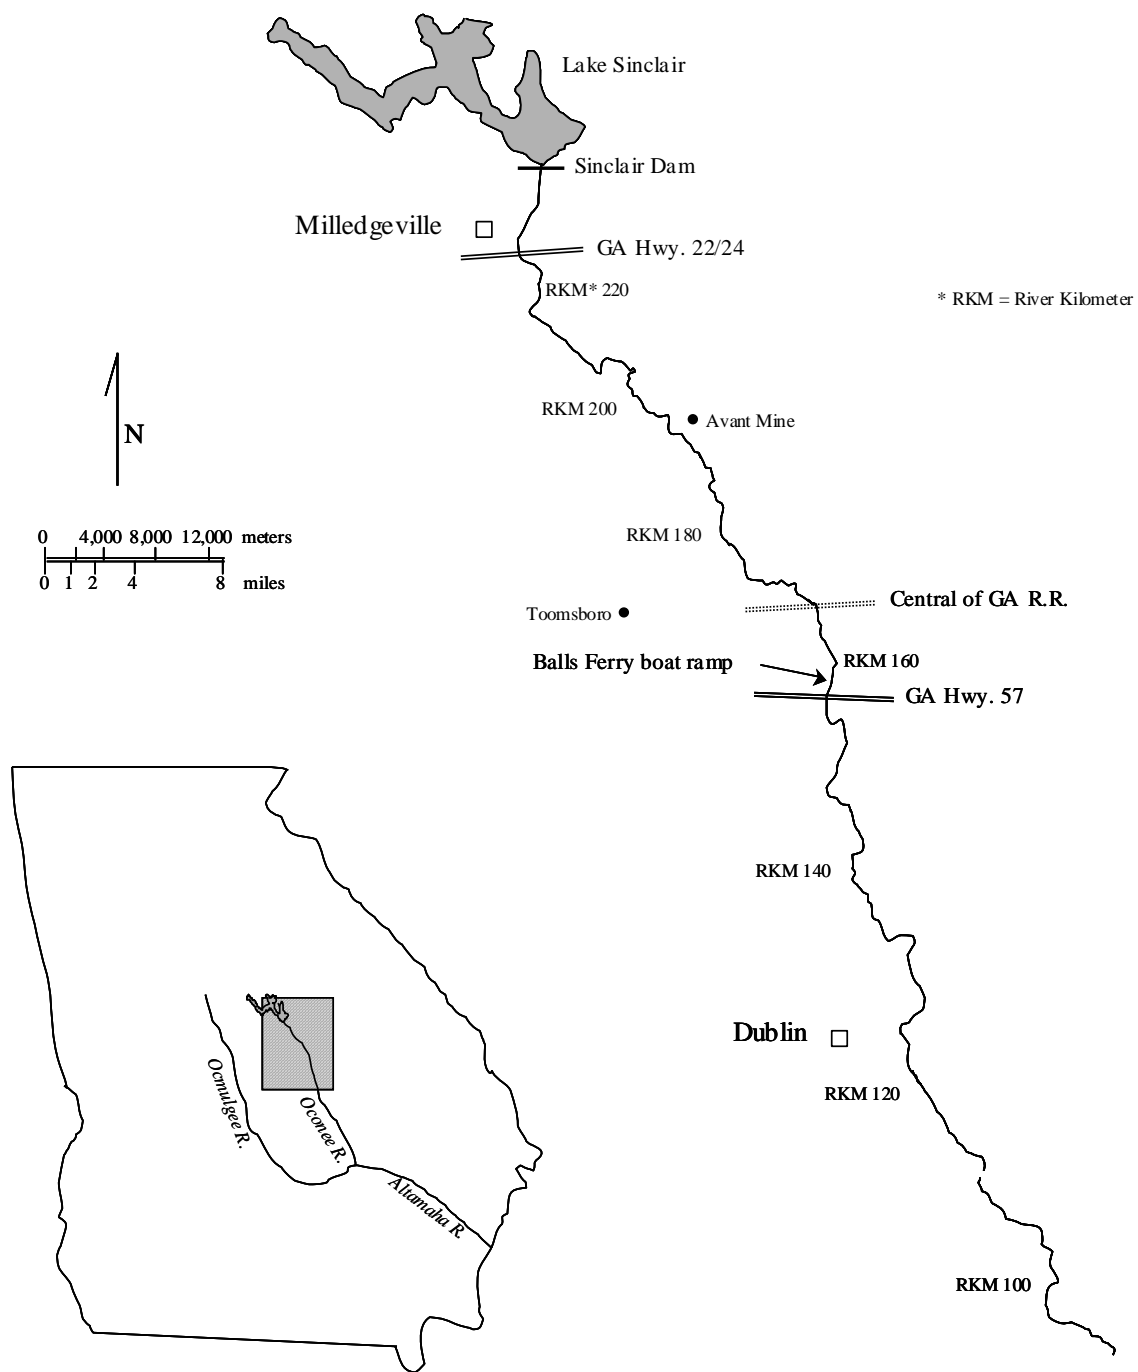 Lake Sinclair
Sinclair Dam
Milledgeville
GA Hwy. 22/24
RKM* 220
* RKM = River Kilometer
RKM 200
Avant Mine
N
RKM 180
0 4,000 8,000 12,000 meters
0 1 2 4 8 miles
Central of GA R.R.
Toomsboro
Balls Ferry boat ramp
RKM 160
GA Hwy. 57
RKM 140
Dublin
RKM 120
Ocmulgee R.
Oconee R.
Altamaha R.
RKM 100